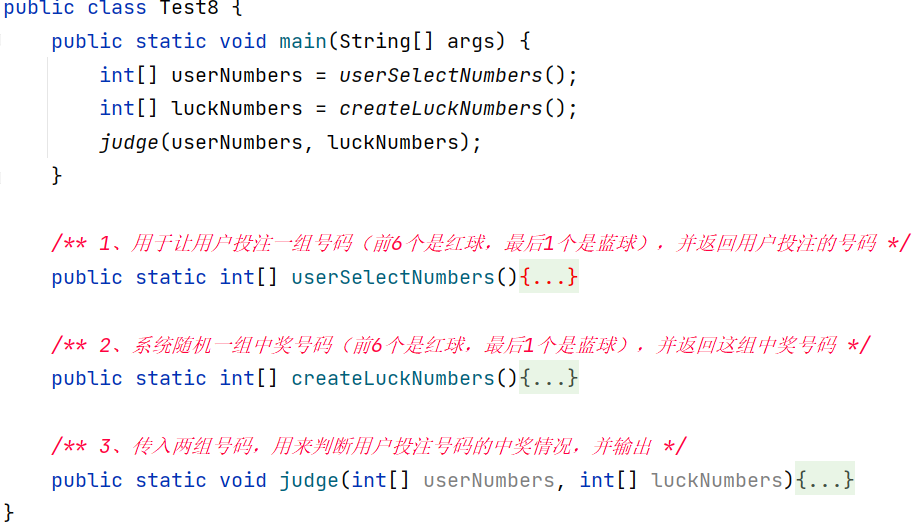 public class Test8 {
    public static void main(String[] args) {
        int[] userNumbers = userSelectNumbers();
        int[] luckNumbers = createLuckNumbers();
        judge(userNumbers, luckNumbers);
    }
    /** 1、用于让用户投注一组号码（前6个是红球，最后1个是蓝球），并返回用户投注的号码 */
    public static int[] userSelectNumbers(){...}
    /** 2、系统随机一组中奖号码（前6个是红球，最后1个是蓝球），并返回这组中奖号码 */
    public static int[] createLuckNumbers(){...}
    /** 3、传入两组号码，用来判断用户投注号码的中奖情况，并输出 */
    public static void judge(int[] userNumbers, int[] luckNumbers){...}
}